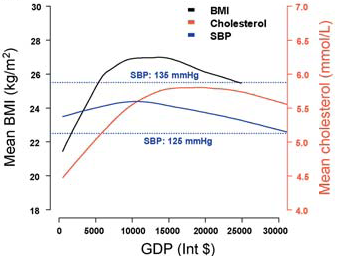 BMI
Cholesterol
SBP
Mean BMI (kg/m²)
30
28
26
24
22
20
18
SBP: 135 mmHg
SBP: 125 mmHg
7.0
6.5
6.0
5.5
5.0
4.5
4.0
Mean cholesterol (mmol/L)
0 5000 10000 15000 20000 25000 30000
GDP (Int $)